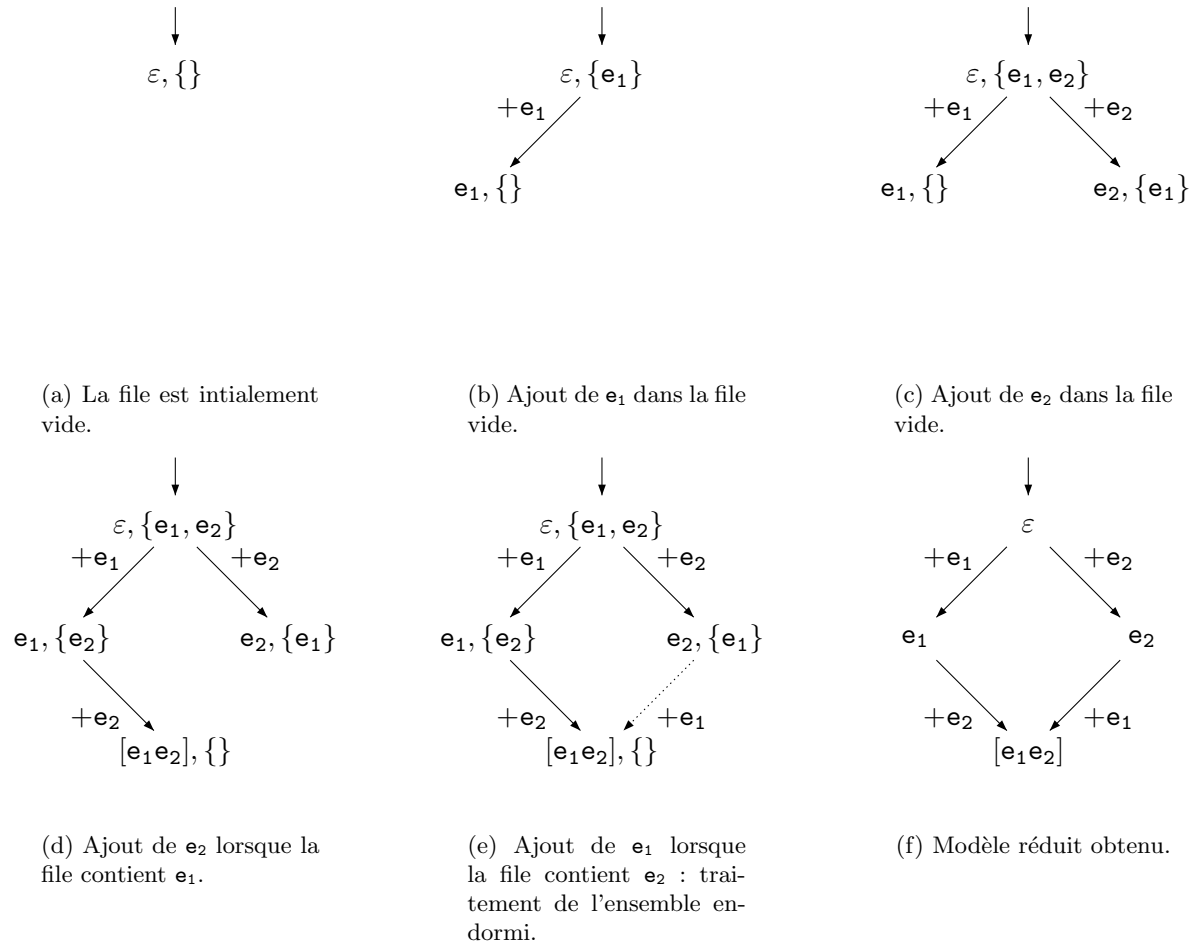 ε, {}
ε, {e₁}
+e₁
e₁, {}
ε, {e₁, e₂}
+e₁ +e₂
e₁, {} e₂, {e₁}
(a) La file est intialement
vide.
(b) Ajout de e₁ dans la file
vide.
(c) Ajout de e₂ dans la file
vide.
ε, {e₁, e₂}
+e₁ +e₂
e₁, {e₂} e₂, {e₁}
+e₂
[e₁e₂], {}
ε, {e₁, e₂}
+e₁ +e₂
e₁, {e₂} e₂, {e₁}
+e₂ +e₁
[e₁e₂], {}
ε
+e₁ +e₂
e₁ e₂
+e₂ +e₁
[e₁e₂]
(d) Ajout de e₂ lorsque la
file contient e₁.
(e) Ajout de e₁ lorsque
la file contient e₂ : trai-
tement de l'ensemble en-
dormi.
(f) Modèle réduit obtenu.